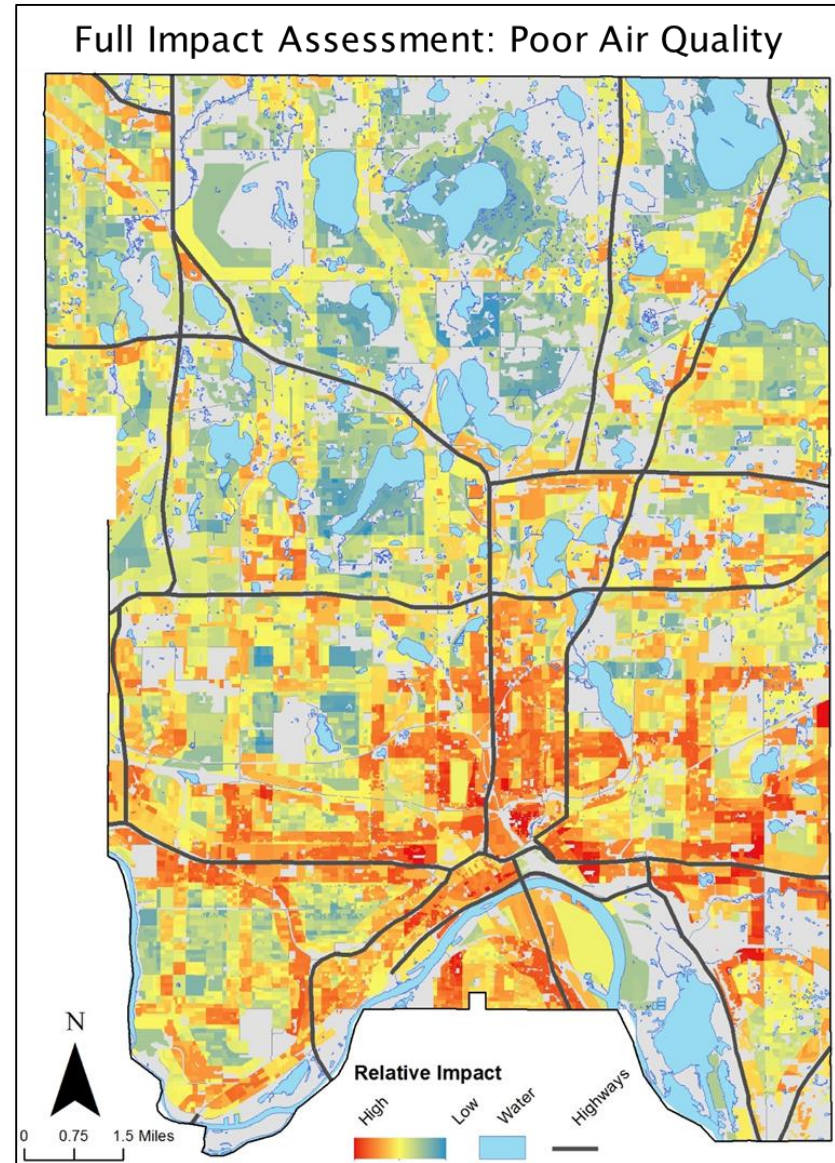 Full Impact Assessment: Poor Air Quality
N
0 0.75 1.5 Miles
Relative Impact
High
Low
Water
Highways